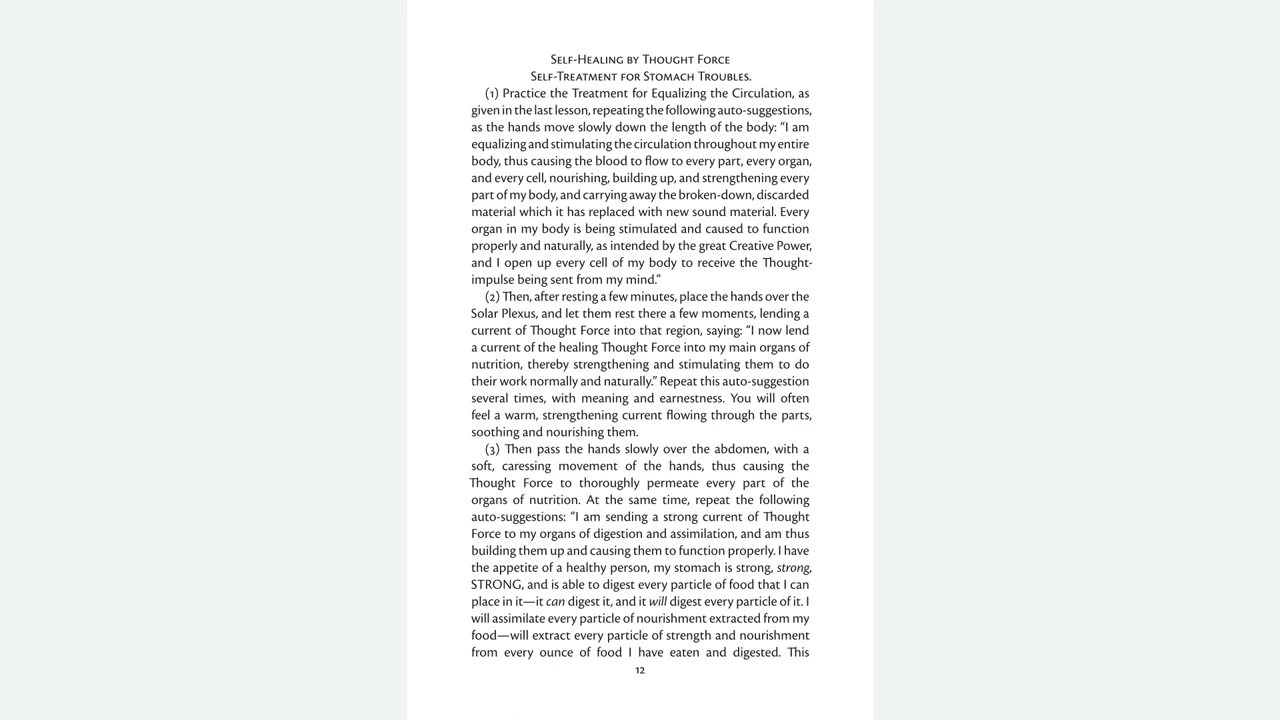 Self-Healing by Thought Force
Self-Treatment for Stomach Troubles.
(1) Practice the Treatment for Equalizing the Circulation, as
given in the last lesson, repeating the following auto-suggestions,
as the hands move slowly down the length of the body: “I am
equalizing and stimulating the circulation throughout my entire
body, thus causing the blood to flow to every part, every organ,
and every cell, nourishing, building up, and strengthening every
part of my body, and carrying away the broken-down, discarded
material which it has replaced with new sound material. Every
organ in my body is being stimulated and caused to function
properly and naturally, as intended by the great Creative Power,
and I open up every cell of my body to receive the Thought-
impulse being sent from my mind.”
(2) Then, after resting a few minutes, place the hands over the
Solar Plexus, and let them rest there a few moments, lending a
current of Thought Force into that region, saying: “I now lend
a current of the healing Thought Force into my main organs of
nutrition, thereby strengthening and stimulating them to do
their work normally and naturally.” Repeat this auto-suggestion
several times, with meaning and earnestness. You will often
feel a warm, strengthening current flowing through the parts,
soothing and nourishing them.
(3) Then pass the hands slowly over the abdomen, with a
soft, caressing movement of the hands, thus causing the
Thought Force to thoroughly permeate every part of the
organs of nutrition. At the same time, repeat the following
auto-suggestions: “I am sending a strong current of Thought
Force to my organs of digestion and assimilation, and am thus
building them up and causing them to function properly. I have
the appetite of a healthy person, my stomach is strong, strong,
STRONG, and is able to digest every particle of food that I can
place in it—it can digest it, and it will digest every particle of it. I
will assimilate every particle of nourishment extracted from my
food—will extract every particle of strength and nourishment
from every ounce of food I have eaten and digested. This
12